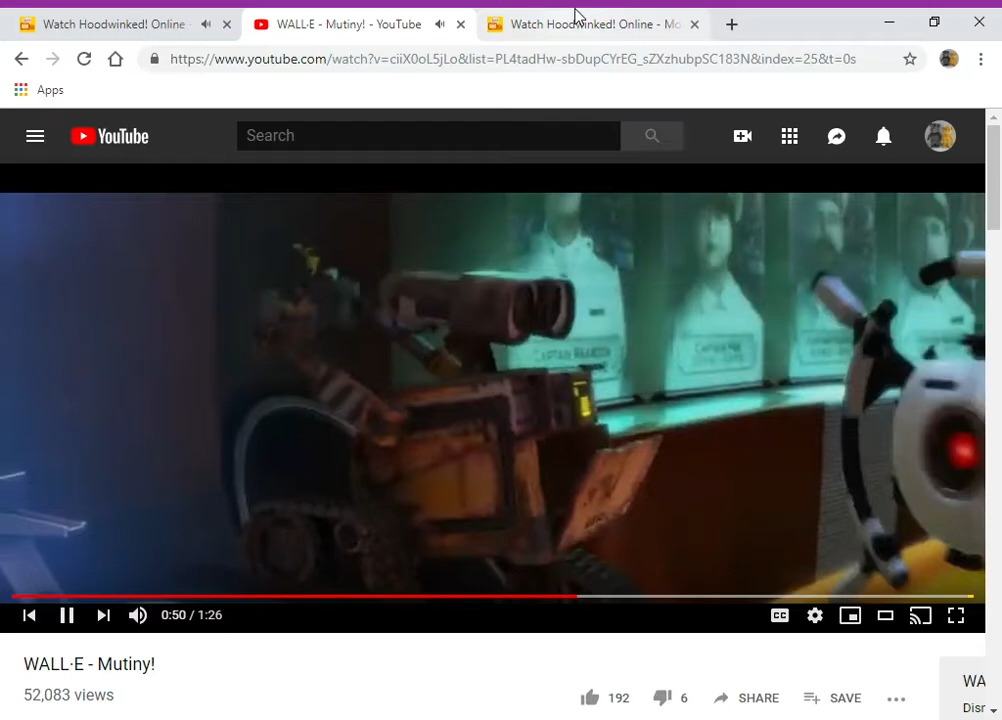 Watch Hoodwinked! Online
WALL·E - Mutiny! - YouTube
Watch Hoodwinked! Online - Mo
https://www.youtube.com/watch?v=ciiX0oL5jLo&list=PL4tadHw-sbDupCYrEG_sZXzhubpSC183N&index=25&t=0s
Apps
YouTube
Search
0:50 / 1:26
CC
WALL·E - Mutiny!
52,083 views
192
6
SHARE
SAVE
WA
Disr